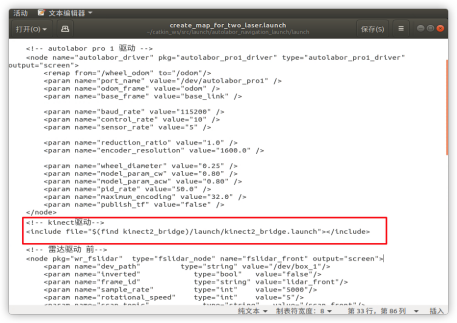 活动 文本编辑器
打开(O) create_map_for_two_laser.launch 保存(S)
~/catkin_ws/src/launch/autolabor_navigation_launch/launch
<!-- autolabor pro 1 驱动 -->
<node name="autolabor_driver" pkg="autolabor_pro1_driver" type="autolabor_pro1_driver"
output="screen">
<remap from="/wheel_odom" to="/odom"/>
<param name="port_name" value="/dev/autolabor_pro1" />
<param name="odom_frame" value="odom" />
<param name="base_frame" value="base_link" />
<param name="baud_rate" value="115200" />
<param name="control_rate" value="10" />
<param name="sensor_rate" value="5" />
<param name="reduction_ratio" value="1.0" />
<param name="encoder_resolution" value="1600.0" />
<param name="wheel_diameter" value="0.25" />
<param name="model_param_cw" value="0.80" />
<param name="model_param_acw" value="0.80" />
<param name="pid_rate" value="50.0" />
<param name="maximum_encoding" value="32.0" />
<param name="publish_tf" value="false" />
</node>
<!-- kinect驱动-->
<include file="$(find kinect2_bridge)/launch/kinect2_bridge.launch"></include>
<!-- 雷达驱动 前-->
<node pkg="wr_fslidar" type="fslidar_node" name="fslidar_front" output="screen">
<param name="dev_path" type="string" value="/dev/box_1"/>
<param name="inverted" type="bool" value="false"/>
<param name="frame_id" type="string" value="lidar_front"/>
<param name="sample_rate" type="int" value="5000"/>
<param name="rotational_speed" type="int" value="5"/>
纯文本 制表符宽度：8 第 33 行，第 86 列 插入